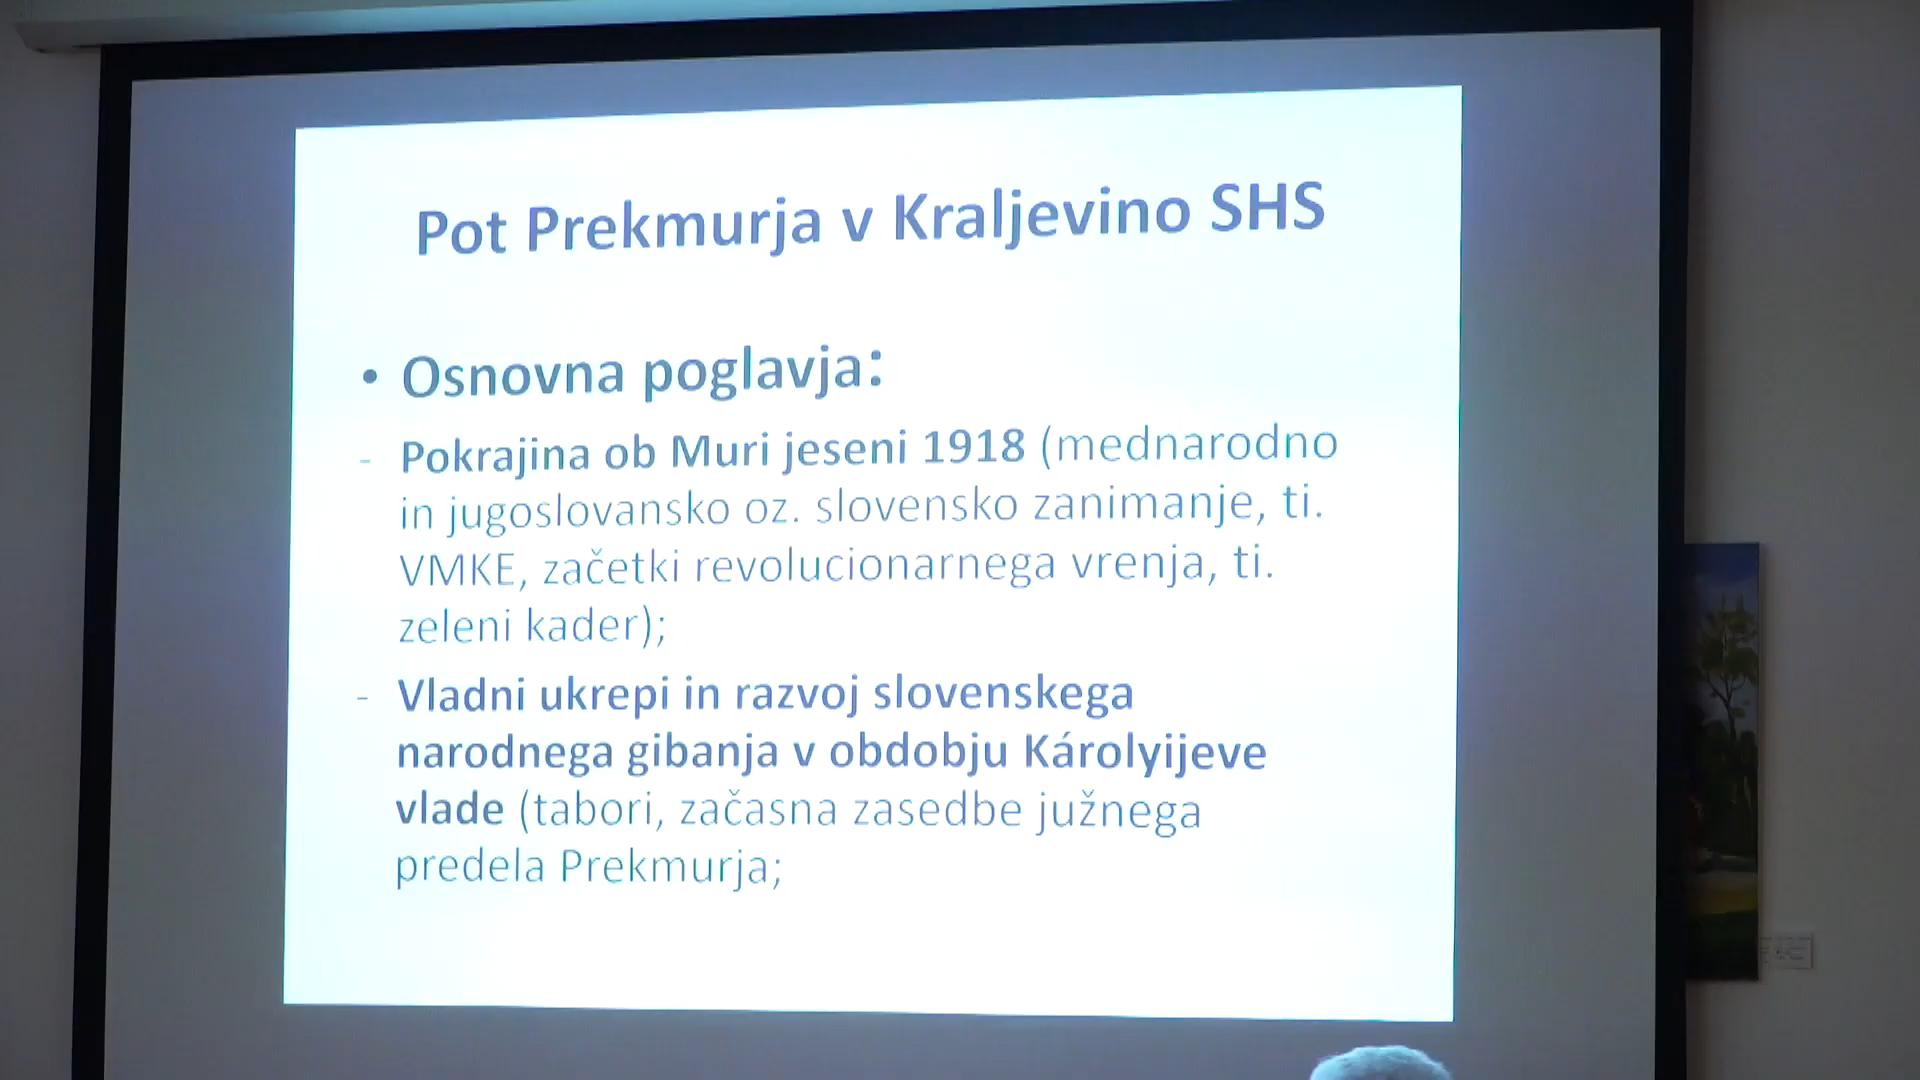 Pot Prekmurja v Kraljevino SHS
• Osnovna poglavja:
- Pokrajina ob Muri jeseni 1918 (mednarodno
in jugoslovansko oz. slovensko zanimanje, ti.
VMKE, začetki revolucionarnega vrenja, ti.
zeleni kader);
- Vladni ukrepi in razvoj slovenskega
narodnega gibanja v obdobju Károlyijeve
vlade (tabori, začasna zasedbe južnega
predela Prekmurja;